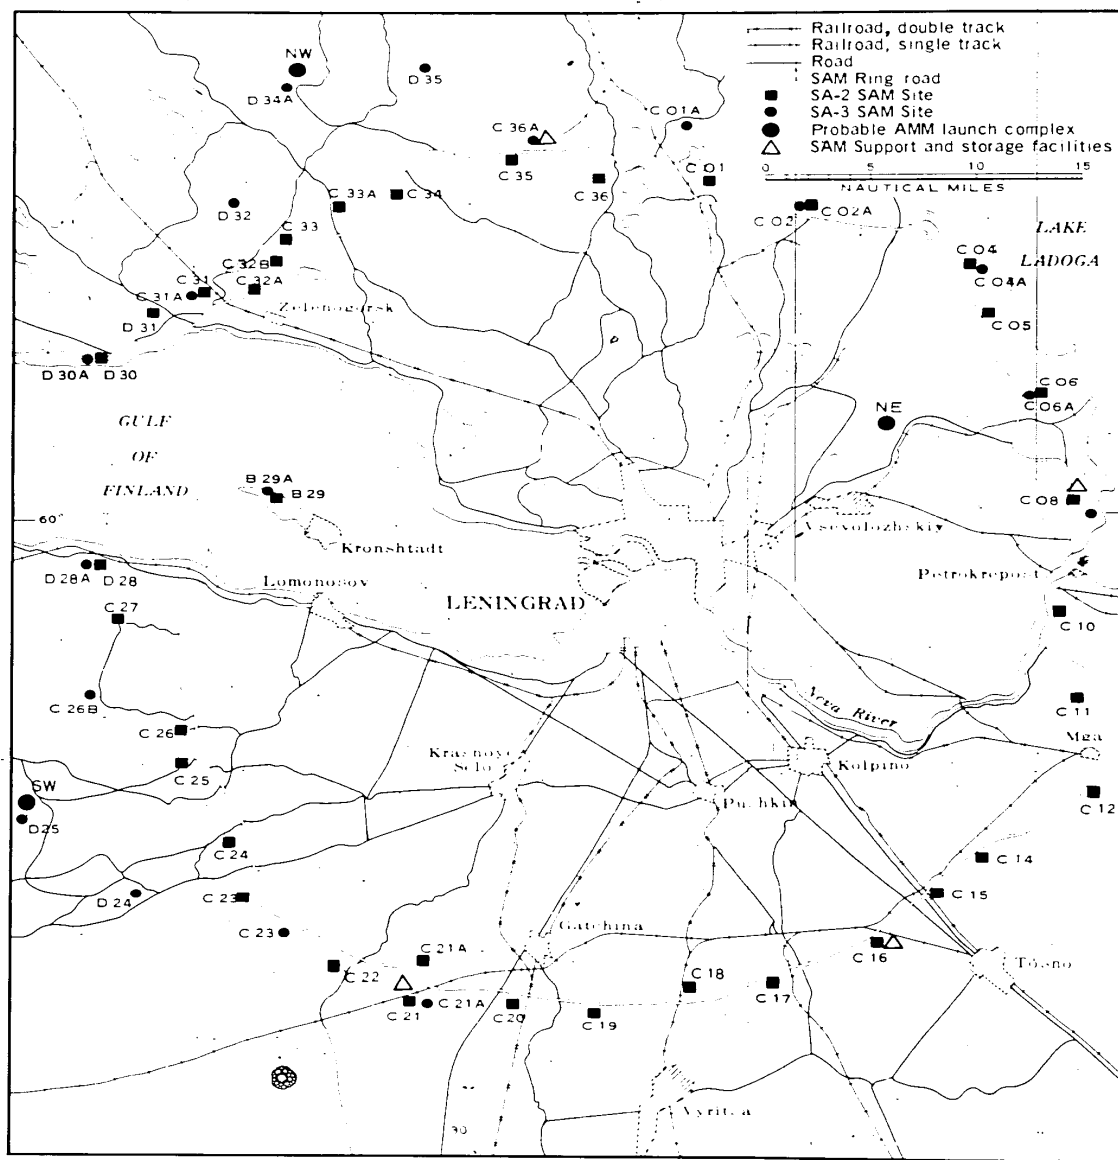 Railroad, double track
Railroad, single track
Road
SAM Ring road
SA-2 SAM Site
SA-3 SAM Site
Probable AMM launch complex
SAM Support and storage facilities
0 5 10 15
NAUTICAL MILES
NW
D 35
D 34A
C 01A
C 36A
C 35
C 36
C 01
C 33A
C 34
D 32
C 33
C 02
C 02A
LAKE
LADOGA
C 04
C 04A
C 32B
C 32A
C 31
C 31A
Zelenogorsk
D 31
C 05
D 30A
D 30
C 06
C 06A
NE
GULF
OF
FINLAND
B 29A
B 29
C 08
60°
Kronshtadt
Vsevolozhskiy
D 28A
D 28
Lomonosov
LENINGRAD
Petrokrepost
C 27
C 10
C 26B
Neva River
C 11
C 26
Mga
Krasnoye
Selo
Kolpino
C 25
SW
Pushkin
C 12
D 25
C 24
C 14
C 23
D 24
C 15
C 23
Gatchina
C 21A
C 16
C 22
Tosno
C 18
C 17
C 21
C 21A
C 20
C 19
Vyritsa
30